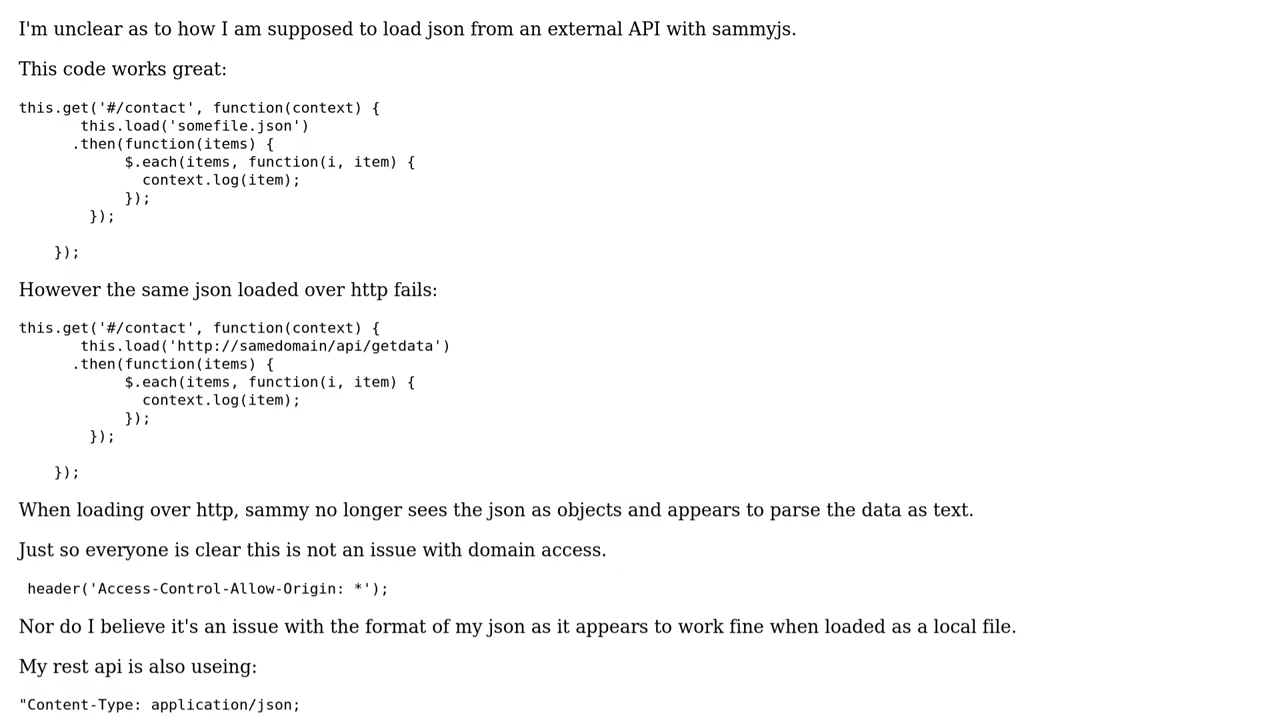 I'm unclear as to how I am supposed to load json from an external API with sammyjs.
This code works great:
this.get('#/contact', function(context) {
       this.load('somefile.json')
      .then(function(items) {
            $.each(items, function(i, item) {
              context.log(item);
            });
        });

    });
However the same json loaded over http fails:
this.get('#/contact', function(context) {
       this.load('http://samedomain/api/getdata')
      .then(function(items) {
            $.each(items, function(i, item) {
              context.log(item);
            });
        });

    });
When loading over http, sammy no longer sees the json as objects and appears to parse the data as text.
Just so everyone is clear this is not an issue with domain access.
 header('Access-Control-Allow-Origin: *');
Nor do I believe it's an issue with the format of my json as it appears to work fine when loaded as a local file.
My rest api is also useing:
"Content-Type: application/json;